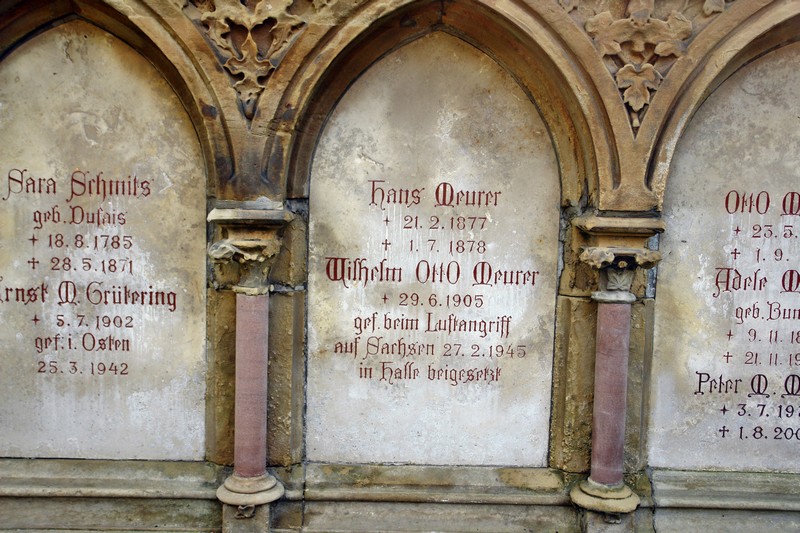 Sara Schmits
geb. Dufais
+ 18.8.1785
+ 28.5.1871
Ernst M. Grütering
+ 5.7.1902
gef. i. Osten
25.3.1942
Hans Meurer
+ 21.2.1877
+ 1.7.1878
Wilhelm Otto Meurer
+ 29.6.1905
gef. beim Luftangriff
auf Sachsen 27.2.1945
in Halle beigesetzt
Otto M
+ 23.5.
+ 1.9.
Adele M
geb. Bun
+ 9.11.18
+ 21.11.19
Peter M. M
+ 3.7.19
+ 1.8.200